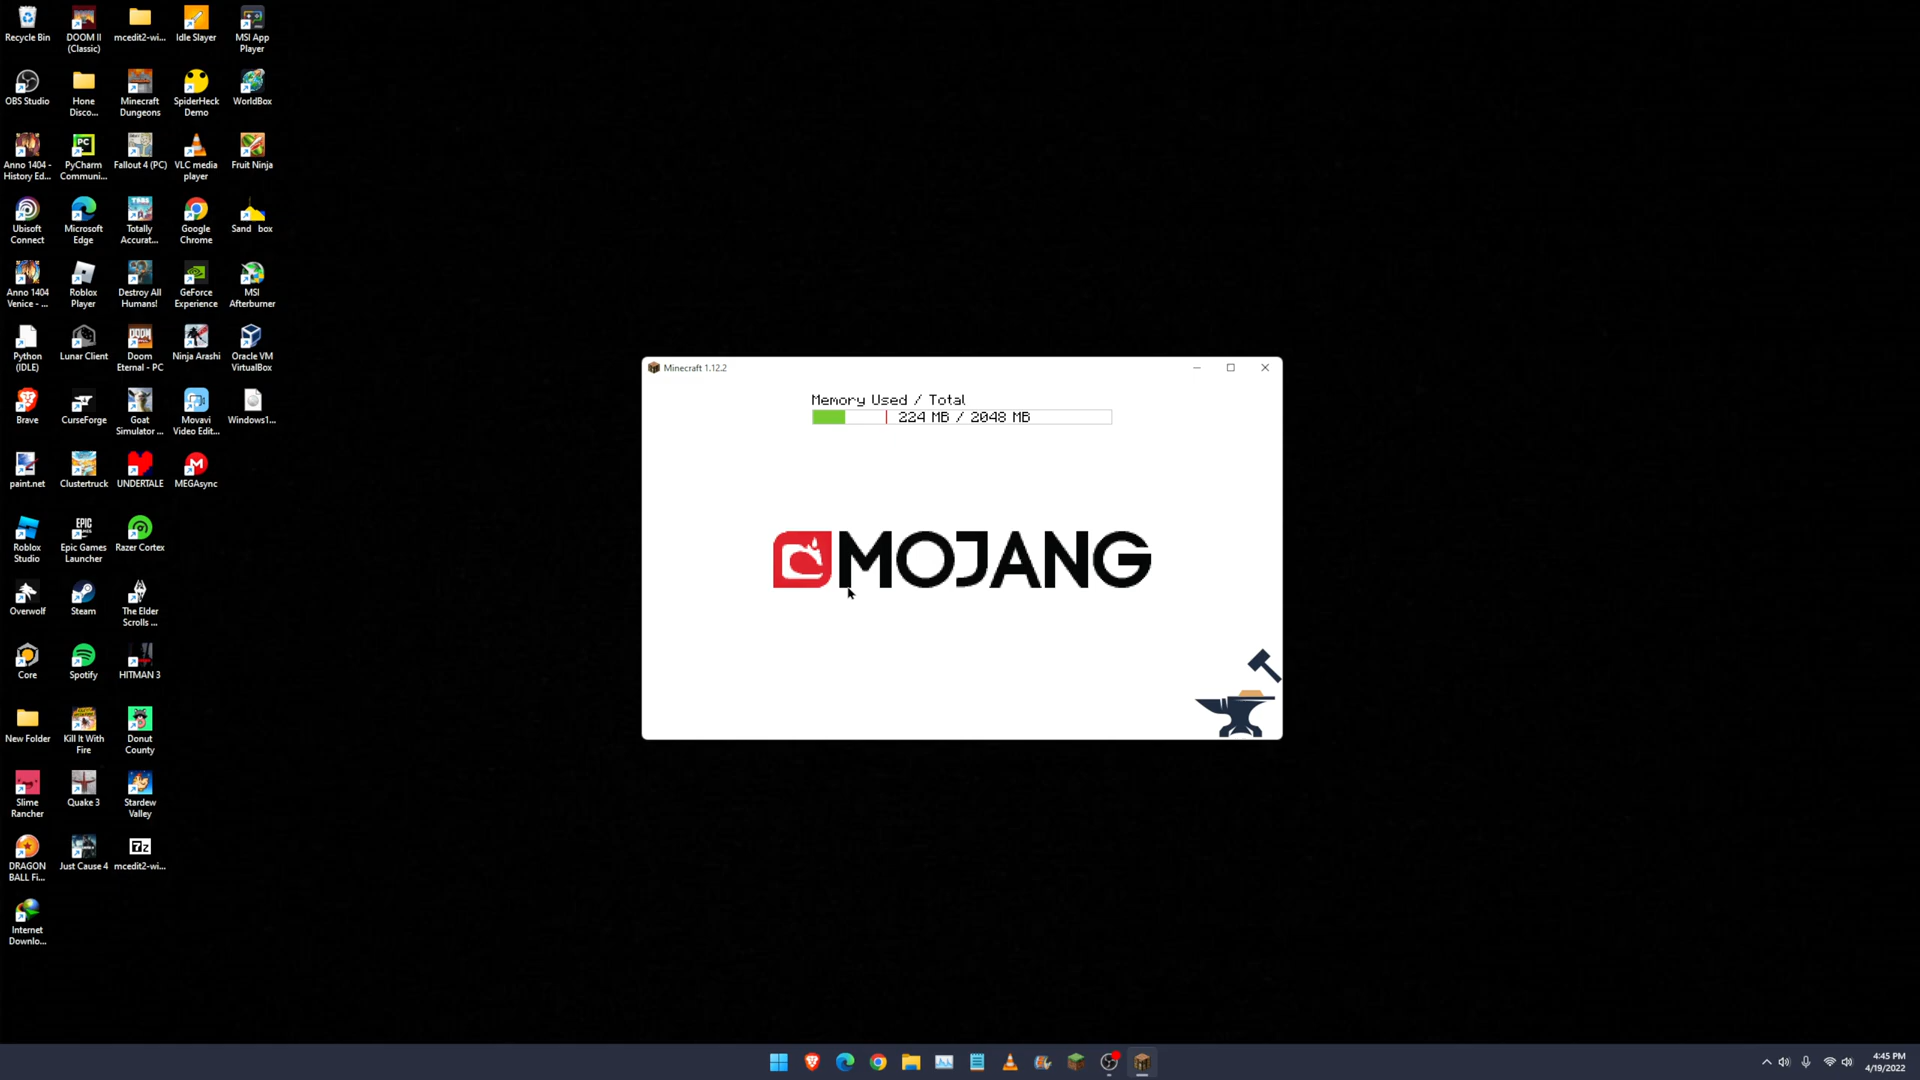 Recycle Bin
DOOM II
(Classic)
mcedit2-wi...
Idle Slayer
MSI App
Player
OBS Studio
Hone
Disco...
Minecraft
Dungeons
SpiderHeck
Demo
WorldBox
Anno 1404 -
History Ed...
PyCharm
Communi...
Fallout 4 (PC)
VLC media
player
Fruit Ninja
Ubisoft
Connect
Microsoft
Edge
Totally
Accurat...
Google
Chrome
Sand box
Anno 1404
Venice - ...
Roblox
Player
Destroy All
Humans!
GeForce
Experience
MSI
Afterburner
Python
(IDLE)
Lunar Client
Doom
Eternal - PC
Ninja Arashi
Oracle VM
VirtualBox
Brave
CurseForge
Goat
Simulator ...
Movavi
Video Edit...
Windows1...
paint.net
Clustertruck
UNDERTALE
MEGAsync
Roblox
Studio
Epic Games
Launcher
Razer Cortex
Overwolf
Steam
The Elder
Scrolls ...
Core
Spotify
HITMAN 3
New Folder
Kill It With
Fire
Donut
County
Slime
Rancher
Quake 3
Stardew
Valley
DRAGON
BALL Fi...
Just Cause 4
mcedit2-wi...
Internet
Downlo...
Minecraft 1.12.2
Memory Used / Total
224 MB / 2048 MB
MOJANG
4:45 PM
4/19/2022